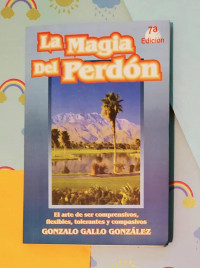 La Magia
Del Perdón
7a
Edición
El arte de ser comprensivos,
flexibles, tolerantes y compasivos
GONZALO GALLO GONZÁLEZ